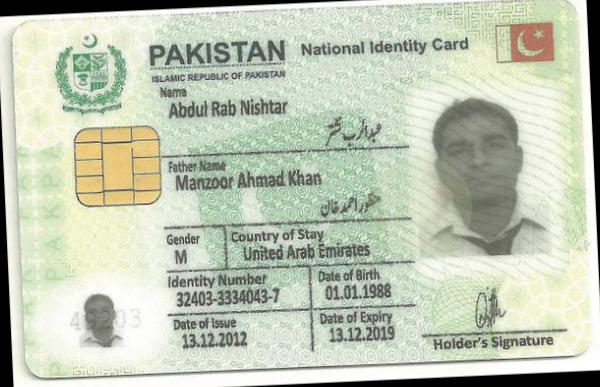 PAKISTAN National Identity Card
ISLAMIC REPUBLIC OF PAKISTAN
Name
Abdul Rab Nishtar
عبدالرب نشتر
Father Name
Manzoor Ahmad Khan
منظور احمد خان
Gender Country of Stay
M United Arab Emirates
Identity Number Date of Birth
32403-3334043-7 01.01.1988
Date of Issue Date of Expiry
13.12.2012 13.12.2019
Holder's Signature